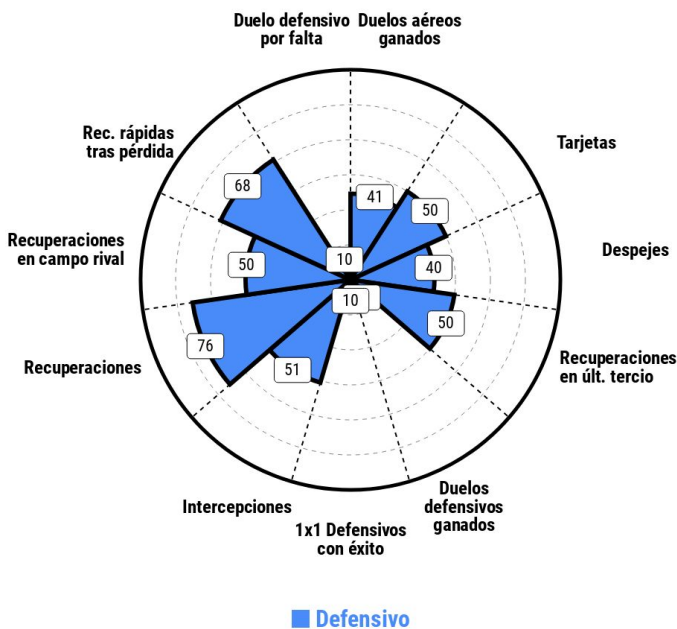 Duelo defensivo
por falta
Duelos aéreos
ganados
Rec. rápidas
tras pérdida
Tarjetas
68
41
50
Recuperaciones
en campo rival
Despejes
10
50
40
10
50
76
Recuperaciones
Recuperaciones
en últ. tercio
51
Intercepciones
Duelos
defensivos
ganados
1x1 Defensivos
con éxito
Defensivo